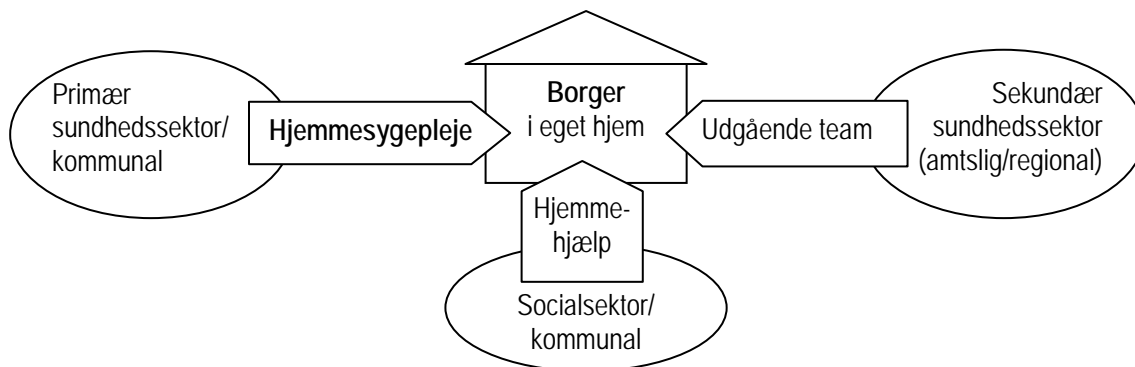 Primær
sundhedssektor/
kommunal
Hjemmesygepleje
Borger
i eget hjem
Udgående team
Sekundær
sundhedssektor
(amtslig/regional)
Hjemme-
hjælp
Socialsektor/
kommunal